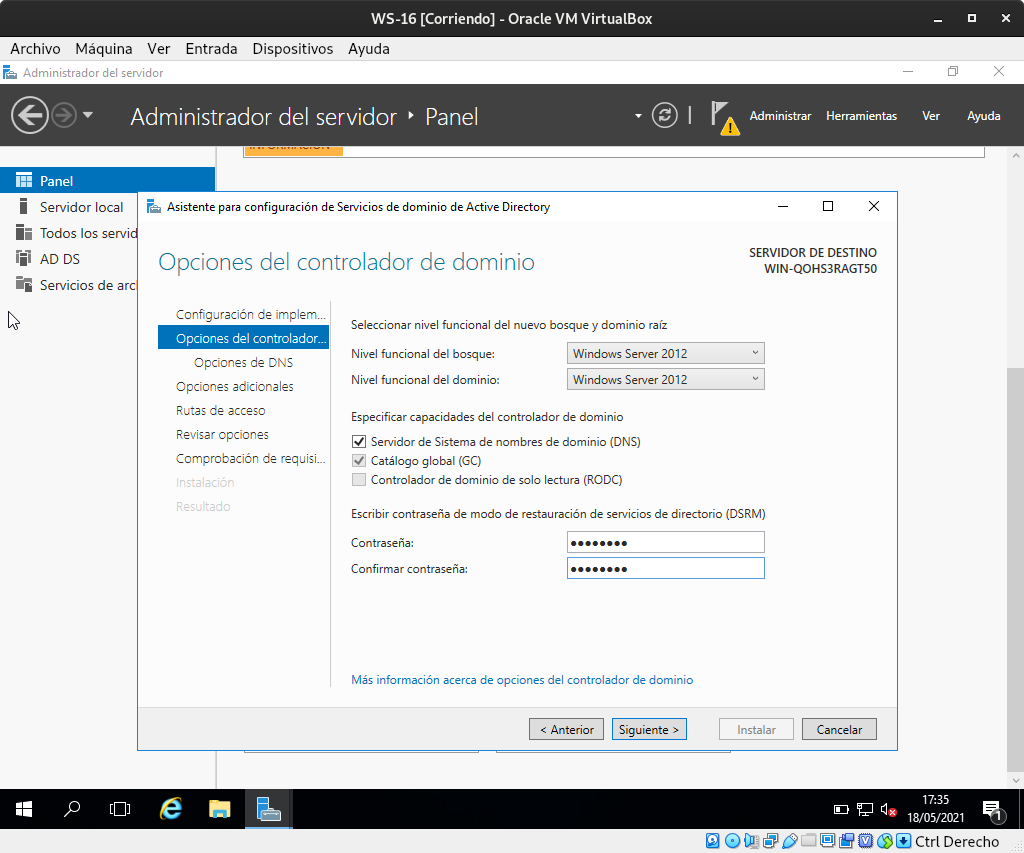 WS-16 [Corriendo] - Oracle VM VirtualBox
Archivo Máquina Ver Entrada Dispositivos Ayuda
Administrador del servidor
Administrador del servidor Panel
Administrar Herramientas Ver Ayuda
Panel
Servidor local
Todos los servid
AD DS
Servicios de arc
Asistente para configuración de Servicios de dominio de Active Directory
Opciones del controlador de dominio
SERVIDOR DE DESTINO
WIN-QOHS3RAGT50
Configuración de implem...
Opciones del controlador...
Opciones de DNS
Opciones adicionales
Rutas de acceso
Revisar opciones
Comprobación de requisi...
Instalación
Resultado
Seleccionar nivel funcional del nuevo bosque y dominio raíz
Nivel funcional del bosque: Windows Server 2012
Nivel funcional del dominio: Windows Server 2012
Especificar capacidades del controlador de dominio
Servidor de Sistema de nombres de dominio (DNS)
Catálogo global (GC)
Controlador de dominio de solo lectura (RODC)
Escribir contraseña de modo de restauración de servicios de directorio (DSRM)
Contraseña: ●●●●●●●●
Confirmar contraseña: ●●●●●●●●
Más información acerca de opciones del controlador de dominio
< Anterior Siguiente > Instalar Cancelar
17:35
18/05/2021
1
Ctrl Derecho